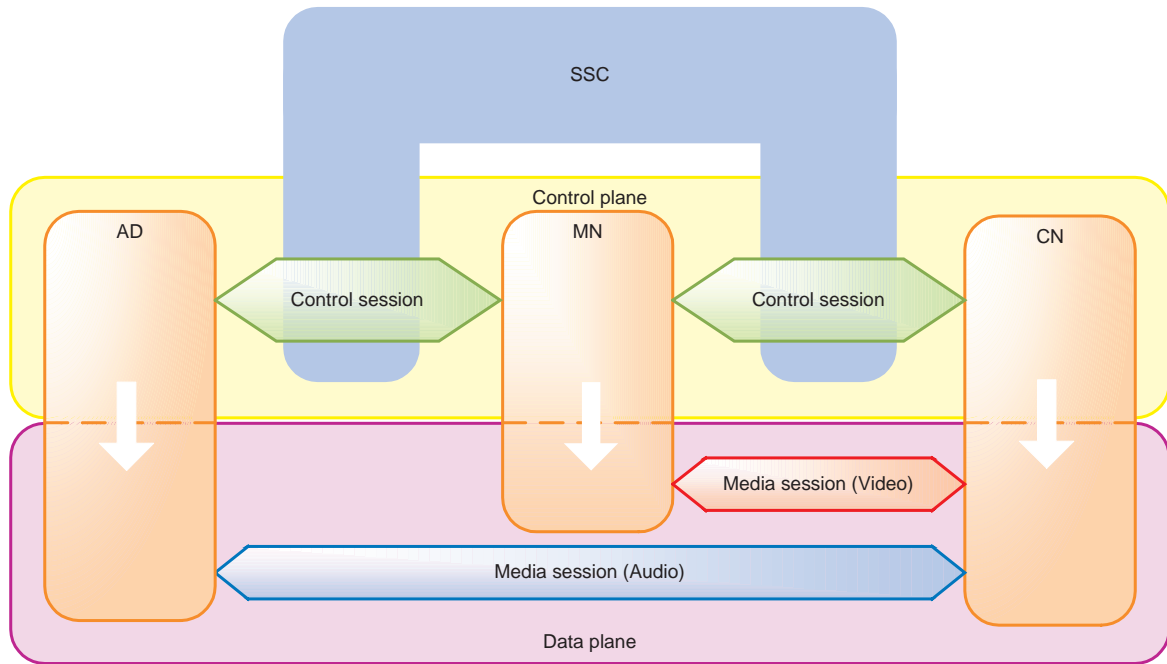 SSC
Control plane
AD
MN
CN
Control session
Control session
Media session (Video)
Media session (Audio)
Data plane